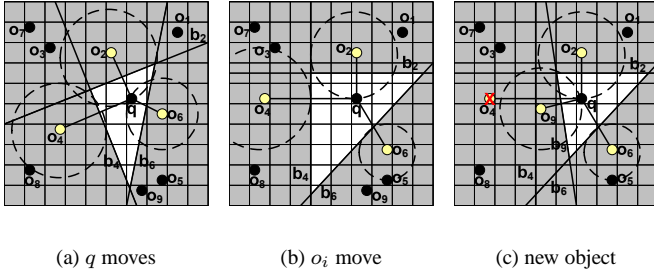 o7 o3 o2 o1 b2
q o6
o4
b4 b6
o8 o5
o9
o7 o3 o2 o1
b2
o4 q
o6
b4 b6
o8 o5
o9
o7 o3 o2 o1
b2
o4 o9 q
b9 o6
b4
b6
o8 o5
(a) q moves
(b) oi move
(c) new object